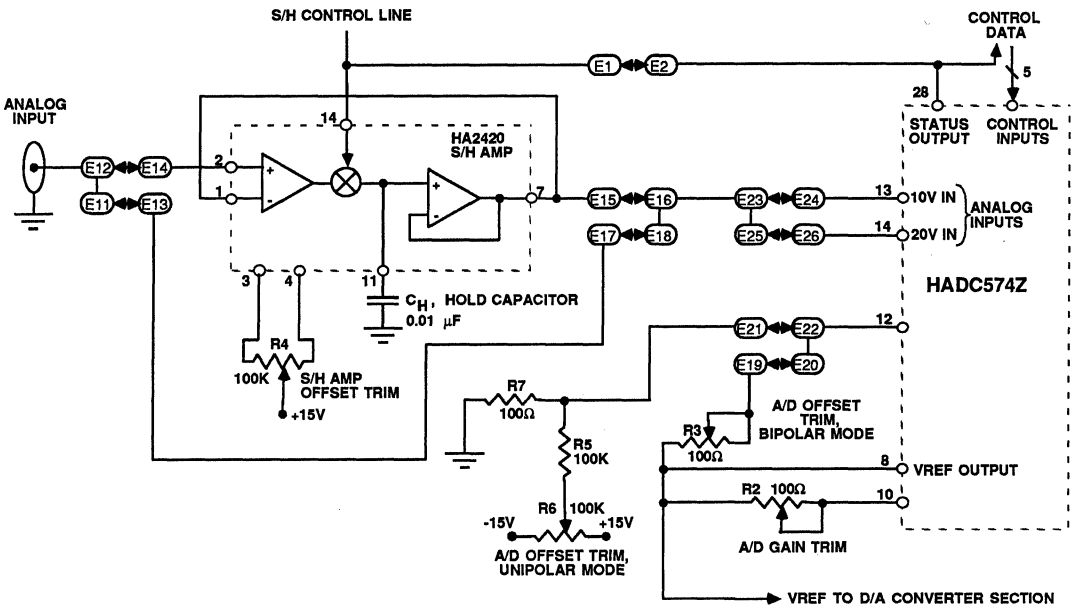 S/H CONTROL LINE
CONTROL
DATA
E1
E2
5
ANALOG
INPUT
28
14
HA2420
S/H AMP
STATUS
OUTPUT
CONTROL
INPUTS
E12
E14
2
+
-
1
E11
E13
+
-
7
E15
E16
E23
E24
13
10V IN
ANALOG
INPUTS
E17
E18
E25
E26
14
20V IN
3
4
11
CH, HOLD CAPACITOR
0.01 µF
HADC574Z
E21
E22
12
R4
100K
S/H AMP
OFFSET TRIM
+15V
E19
E20
R7
100Ω
R3
100Ω
A/D OFFSET
TRIM,
BIPOLAR MODE
R5
100K
8
VREF OUTPUT
R2 100Ω
10
R6 100K
-15V
+15V
A/D OFFSET TRIM,
UNIPOLAR MODE
A/D GAIN TRIM
VREF TO D/A CONVERTER SECTION